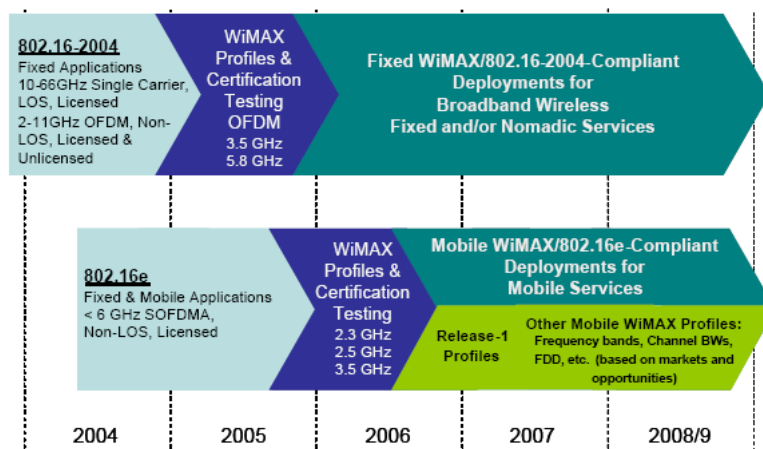 802.16-2004
Fixed Applications
10-66GHz Single Carrier,
LOS, Licensed
2-11GHz OFDM, Non-
LOS, Licensed &
Unlicensed
WiMAX
Profiles &
Certification
Testing
OFDM
3.5 GHz
5.8 GHz
Fixed WiMAX/802.16-2004-Compliant
Deployments for
Broadband Wireless
Fixed and/or Nomadic Services
802.16e
Fixed & Mobile Applications
< 6 GHz SOFDMA,
Non-LOS, Licensed
WiMAX
Profiles &
Certification
Testing
2.3 GHz
2.5 GHz
3.5 GHz
Mobile WiMAX/802.16e-Compliant
Deployments for
Mobile Services
Release-1
Profiles
Other Mobile WiMAX Profiles:
Frequency bands, Channel BWs,
FDD, etc. (based on markets and
opportunities)
2004
2005
2006
2007
2008/9